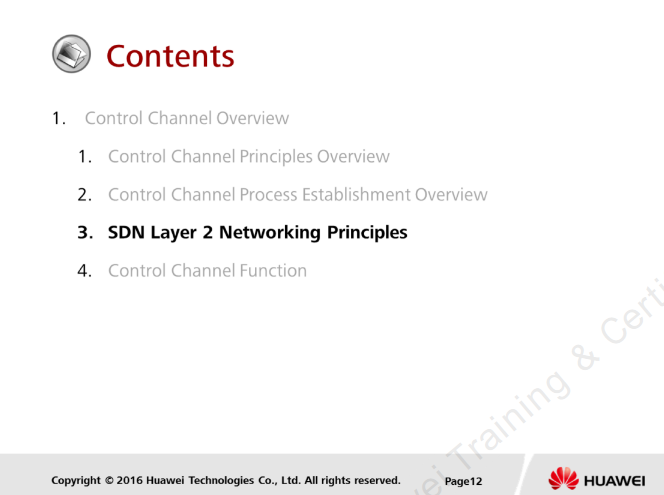 Contents
1. Control Channel Overview
1. Control Channel Principles Overview
2. Control Channel Process Establishment Overview
3. SDN Layer 2 Networking Principles
4. Control Channel Function
Training & Certi
Copyright © 2016 Huawei Technologies Co., Ltd. All rights reserved.
Page12
HUAWEI